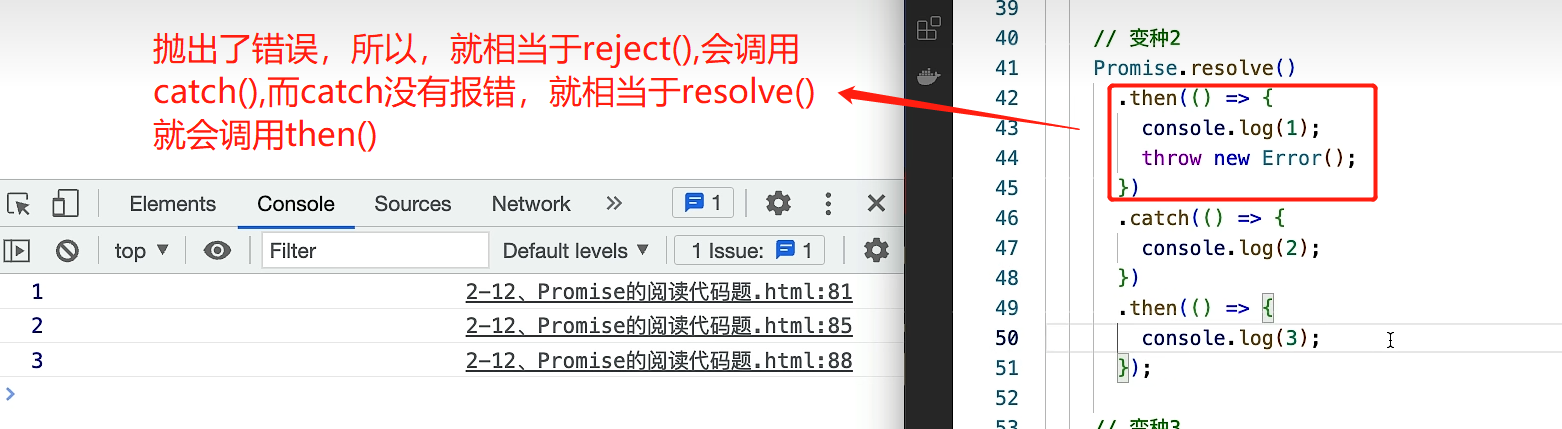 抛出了错误，所以，就相当于reject(),会调用
catch(),而catch没有报错，就相当于resolve()
就会调用then()
Elements Console Sources Network » 1
top ▼ Filter Default levels ▼ 1 Issue: 1
1 2-12、Promise的阅读代码题.html:81
2 2-12、Promise的阅读代码题.html:85
3 2-12、Promise的阅读代码题.html:88
>
39
40 // 变种2
41 Promise.resolve()
42 .then(() => {
43 console.log(1);
44 throw new Error();
45 })
46 .catch(() => {
47 console.log(2);
48 })
49 .then(() => {
50 console.log(3);
51 });
52
53 // 变种3